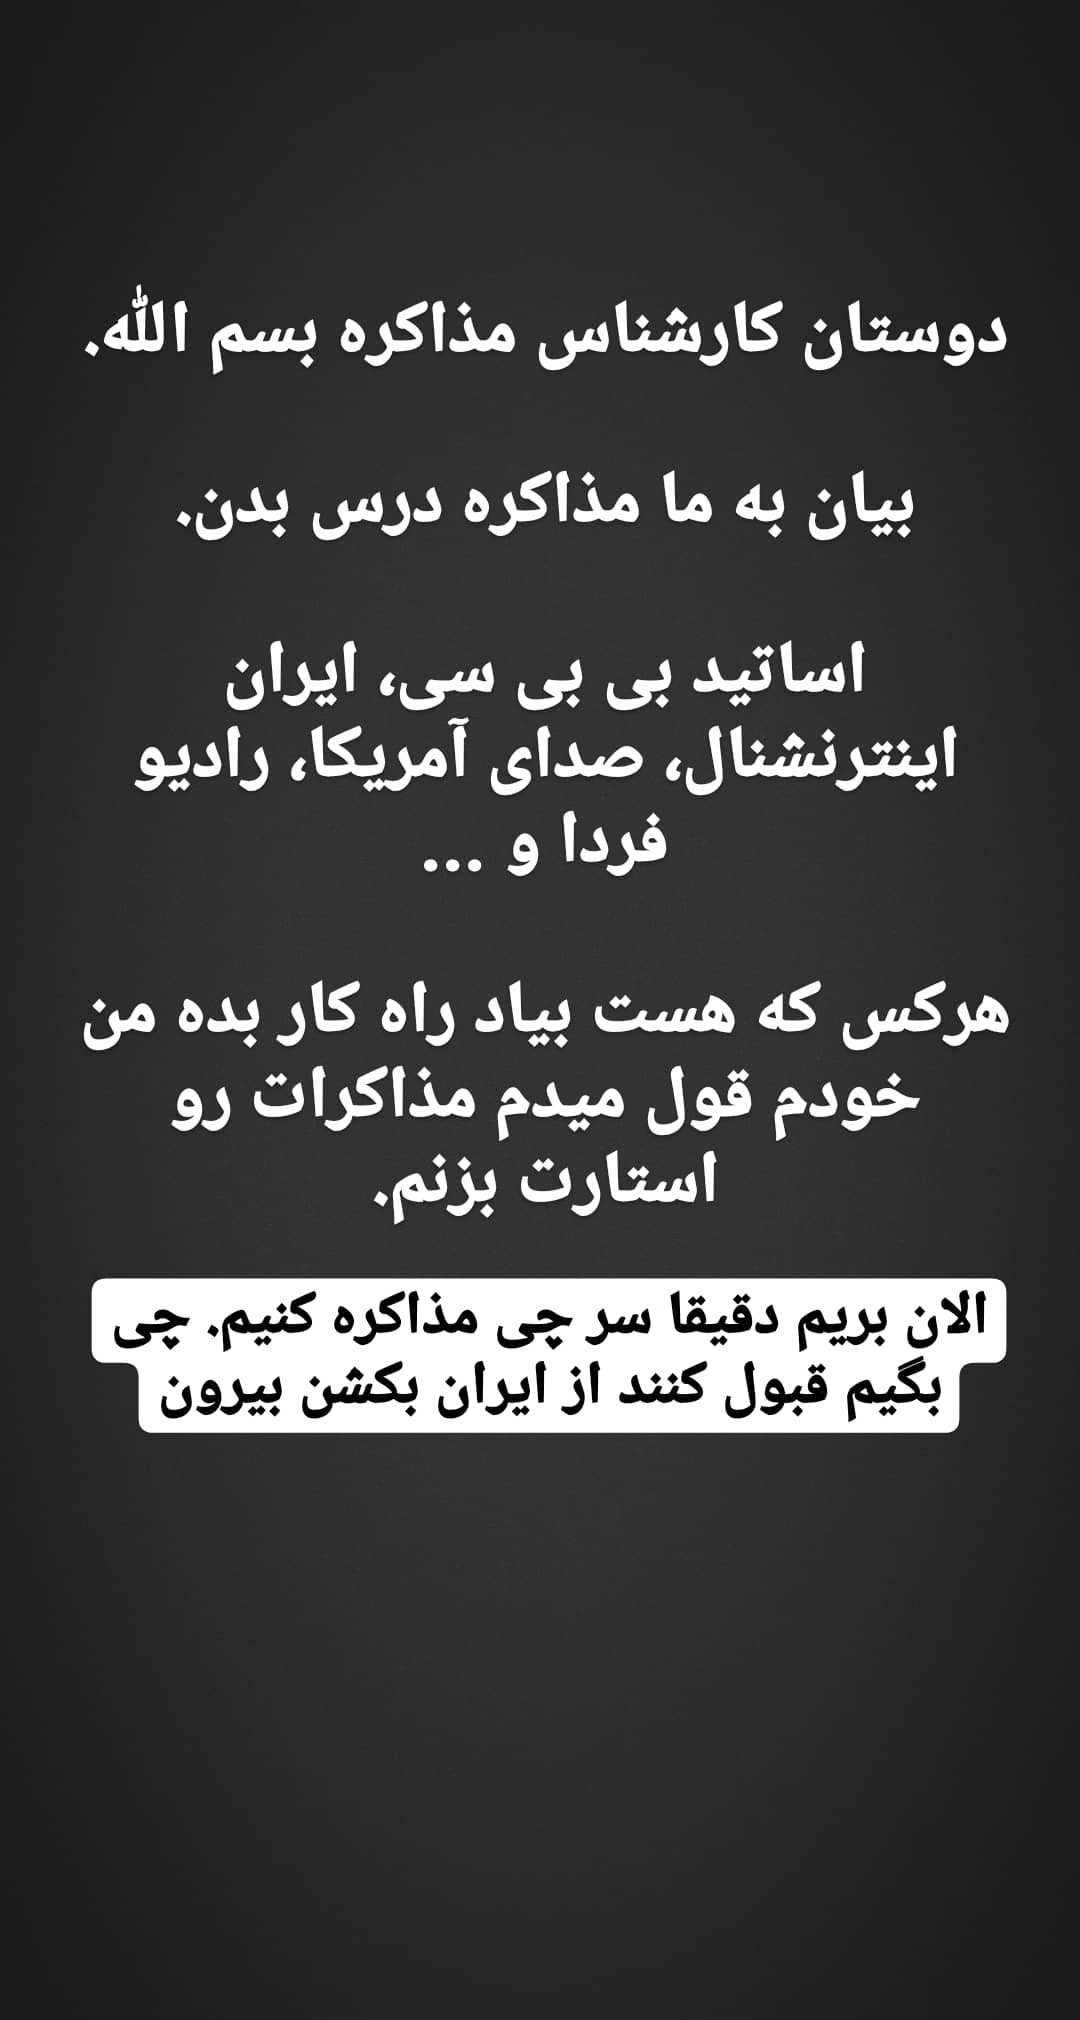 دوستان کارشناس مذاکره بسم الله.
بیان به ما مذاکره درس بدن.
اساتید بی بی سی، ایران
اینترنشنال، صدای آمریکا، رادیو
فردا و ...
هرکس که هست بیاد راه کار بده من
خودم قول میدم مذاکرات رو
استارت بزنم.
الان بریم دقیقا سر چی مذاکره کنیم. چی
بگیم قبول کنند از ایران بکشن بیرون